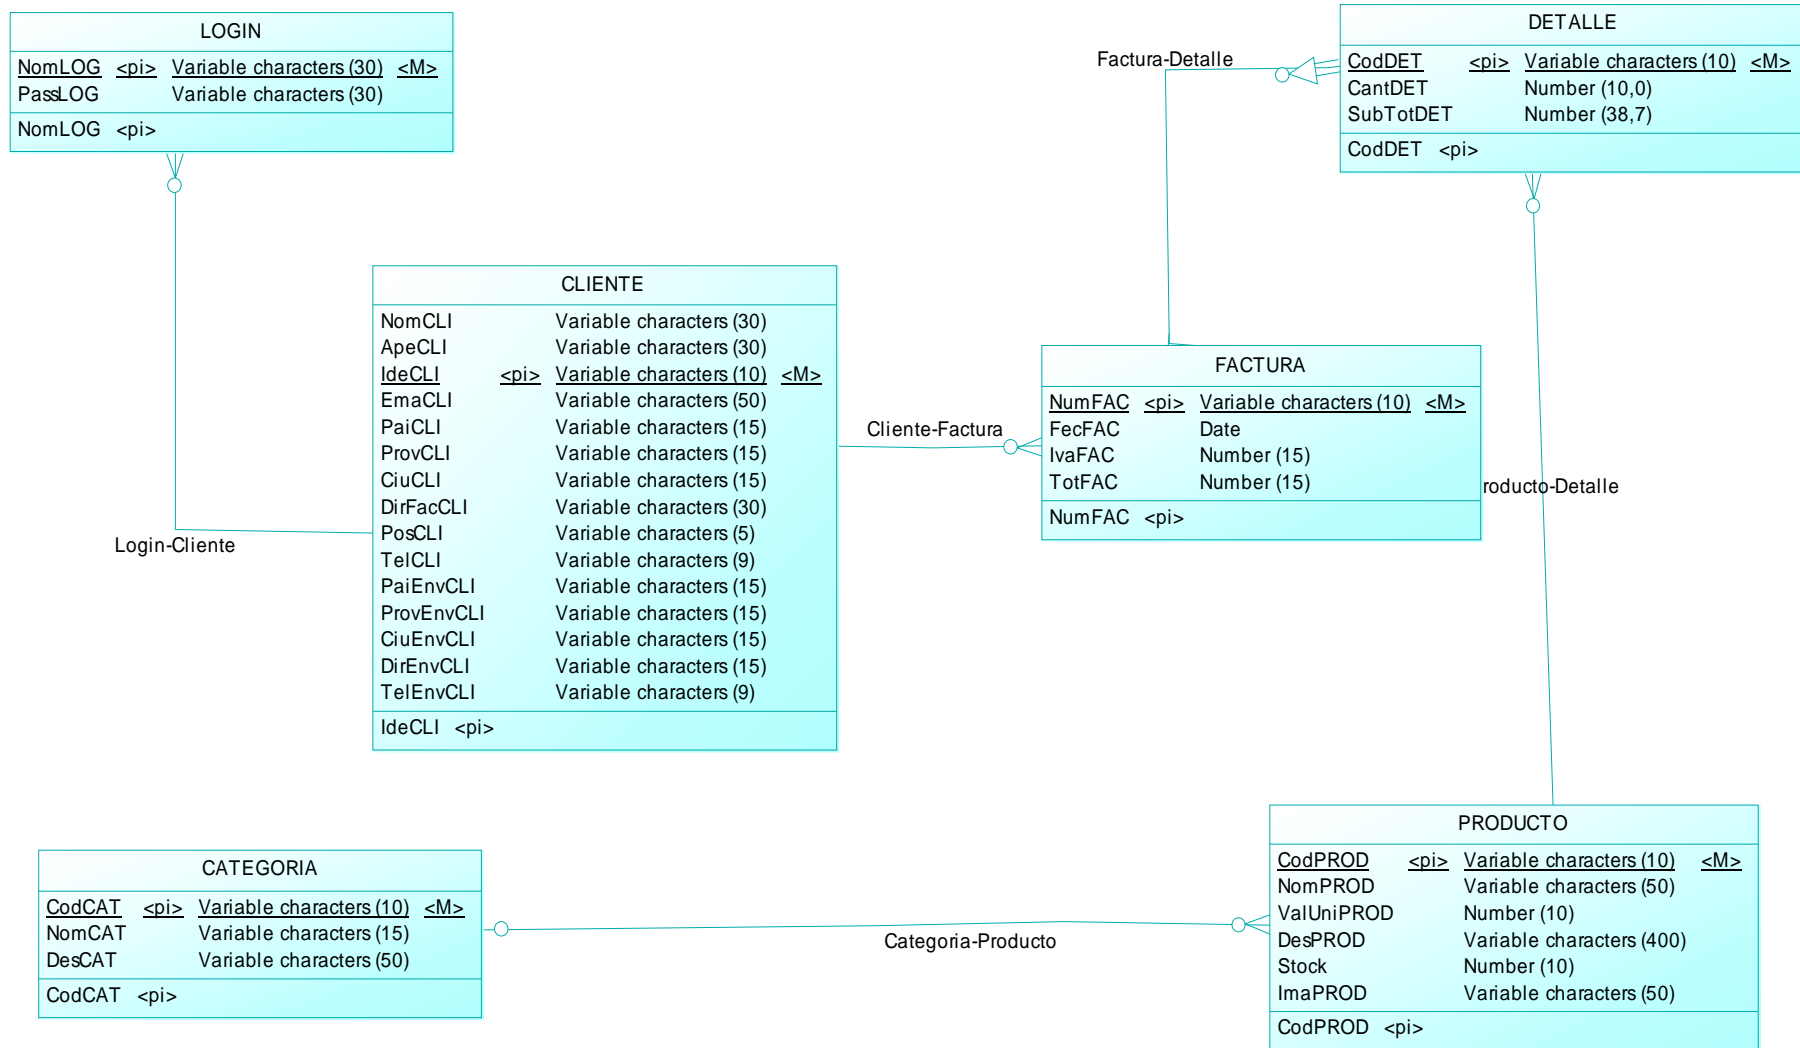 LOGIN
NomLOG <pi> Variable characters (30) <M>
PassLOG Variable characters (30)
NomLOG <pi>
DETALLE
CodDET <pi> Variable characters (10) <M>
CantDET Number (10,0)
SubTotDET Number (38,7)
CodDET <pi>
Factura-Detalle
CLIENTE
NomCLI Variable characters (30)
ApeCLI Variable characters (30)
IdeCLI <pi> Variable characters (10) <M>
EmaCLI Variable characters (50)
PaiCLI Variable characters (15)
ProvCLI Variable characters (15)
CiuCLI Variable characters (15)
DirFacCLI Variable characters (30)
PosCLI Variable characters (5)
TelCLI Variable characters (9)
PaiEnvCLI Variable characters (15)
ProvEnvCLI Variable characters (15)
CiuEnvCLI Variable characters (15)
DirEnvCLI Variable characters (15)
TelEnvCLI Variable characters (9)
IdeCLI <pi>
Cliente-Factura
FACTURA
NumFAC <pi> Variable characters (10) <M>
FecFAC Date
IvaFAC Number (15)
TotFAC Number (15)
NumFAC <pi>
roducto-Detalle
Login-Cliente
CATEGORIA
CodCAT <pi> Variable characters (10) <M>
NomCAT Variable characters (15)
DesCAT Variable characters (50)
CodCAT <pi>
Categoria-Producto
PRODUCTO
CodPROD <pi> Variable characters (10) <M>
NomPROD Variable characters (50)
ValUniPROD Number (10)
DesPROD Variable characters (400)
Stock Number (10)
ImaPROD Variable characters (50)
CodPROD <pi>